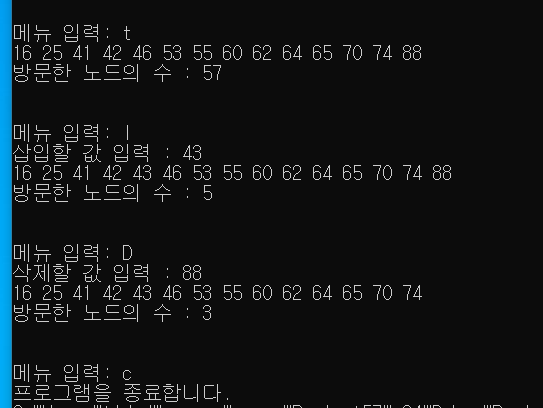 메뉴 입력: t
16 25 41 42 46 53 55 60 62 64 65 70 74 88
방문한 노드의 수 : 57
메뉴 입력: I
삽입할 값 입력 : 43
16 25 41 42 43 46 53 55 60 62 64 65 70 74 88
방문한 노드의 수 : 5
메뉴 입력: D
삭제할 값 입력 : 88
16 25 41 42 43 46 53 55 60 62 64 65 70 74
방문한 노드의 수 : 3
메뉴 입력: c
프로그램을 종료합니다.